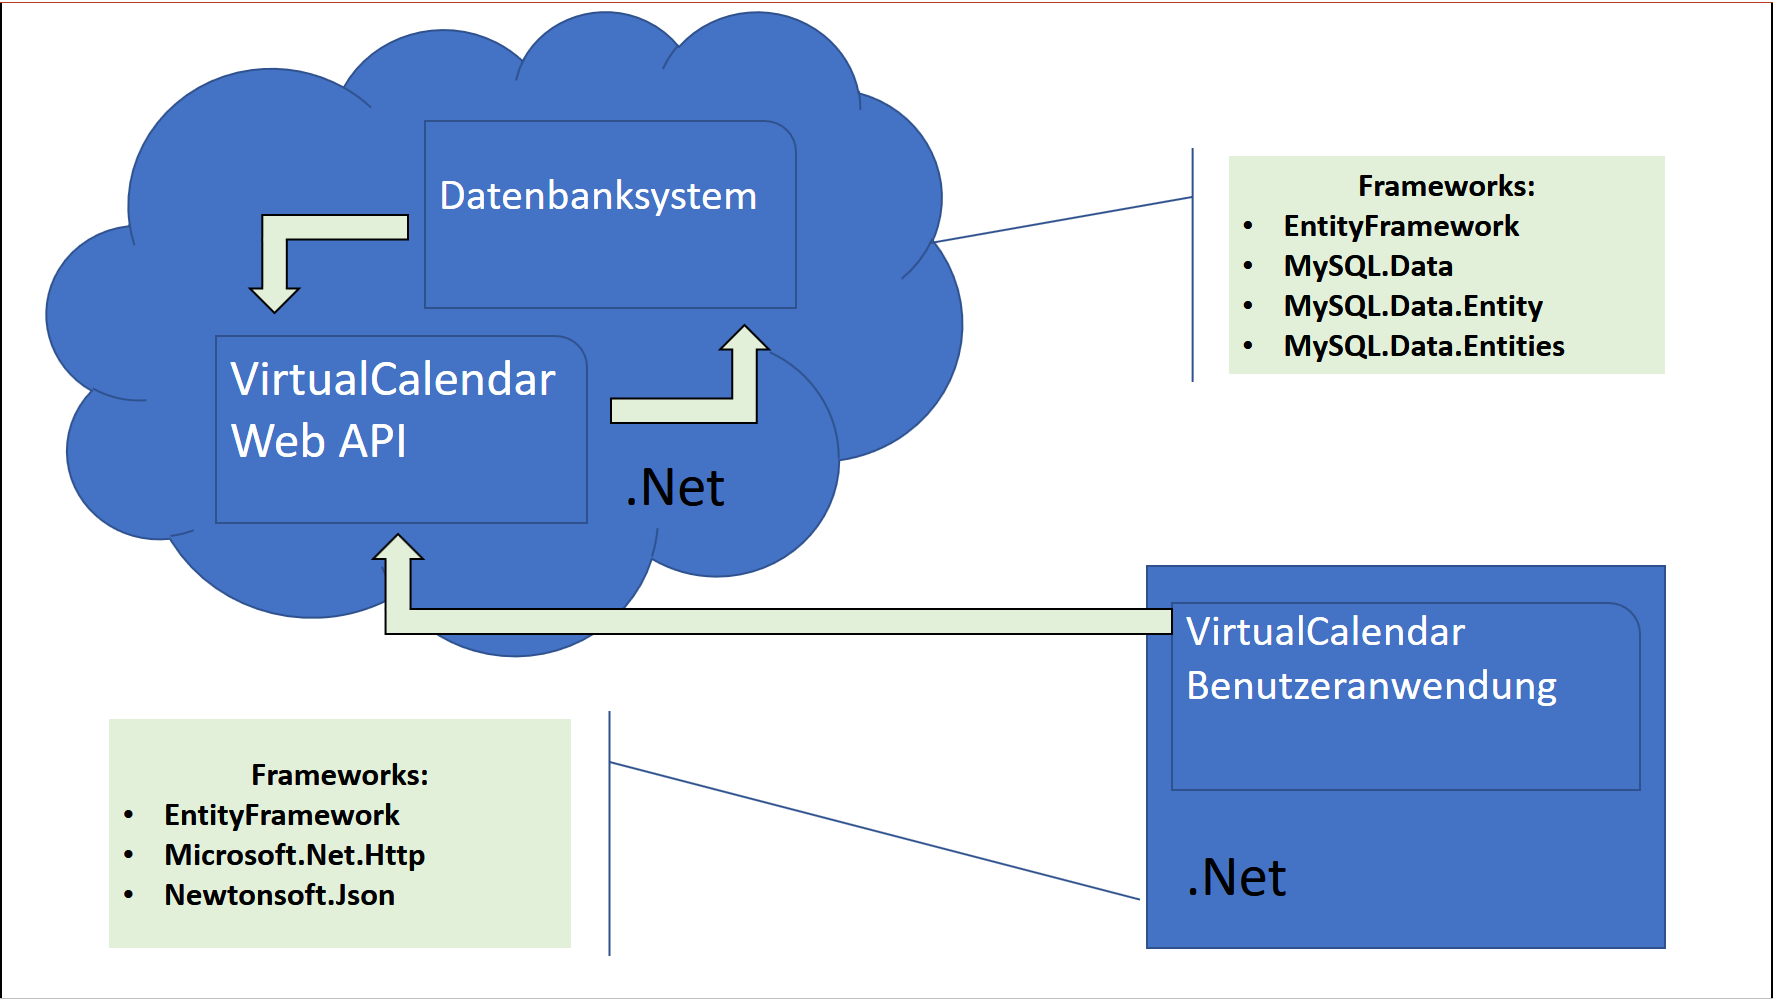 Datenbanksystem
VirtualCalendar
Web API
.Net
Frameworks:
• EntityFramework
• MySQL.Data
• MySQL.Data.Entity
• MySQL.Data.Entities
VirtualCalendar
Benutzeranwendung
.Net
Frameworks:
• EntityFramework
• Microsoft.Net.Http
• Newtonsoft.Json